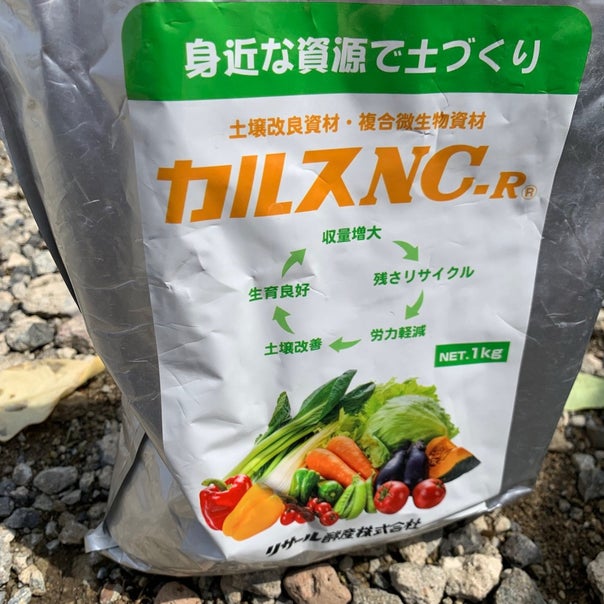 身近な資源で土づくり
土壌改良資材・複合微生物資材
カルスNC-R®
収量増大
残さリサイクル
労力軽減
土壌改善
生育良好
NET.1kg
リサール酵産株式会社